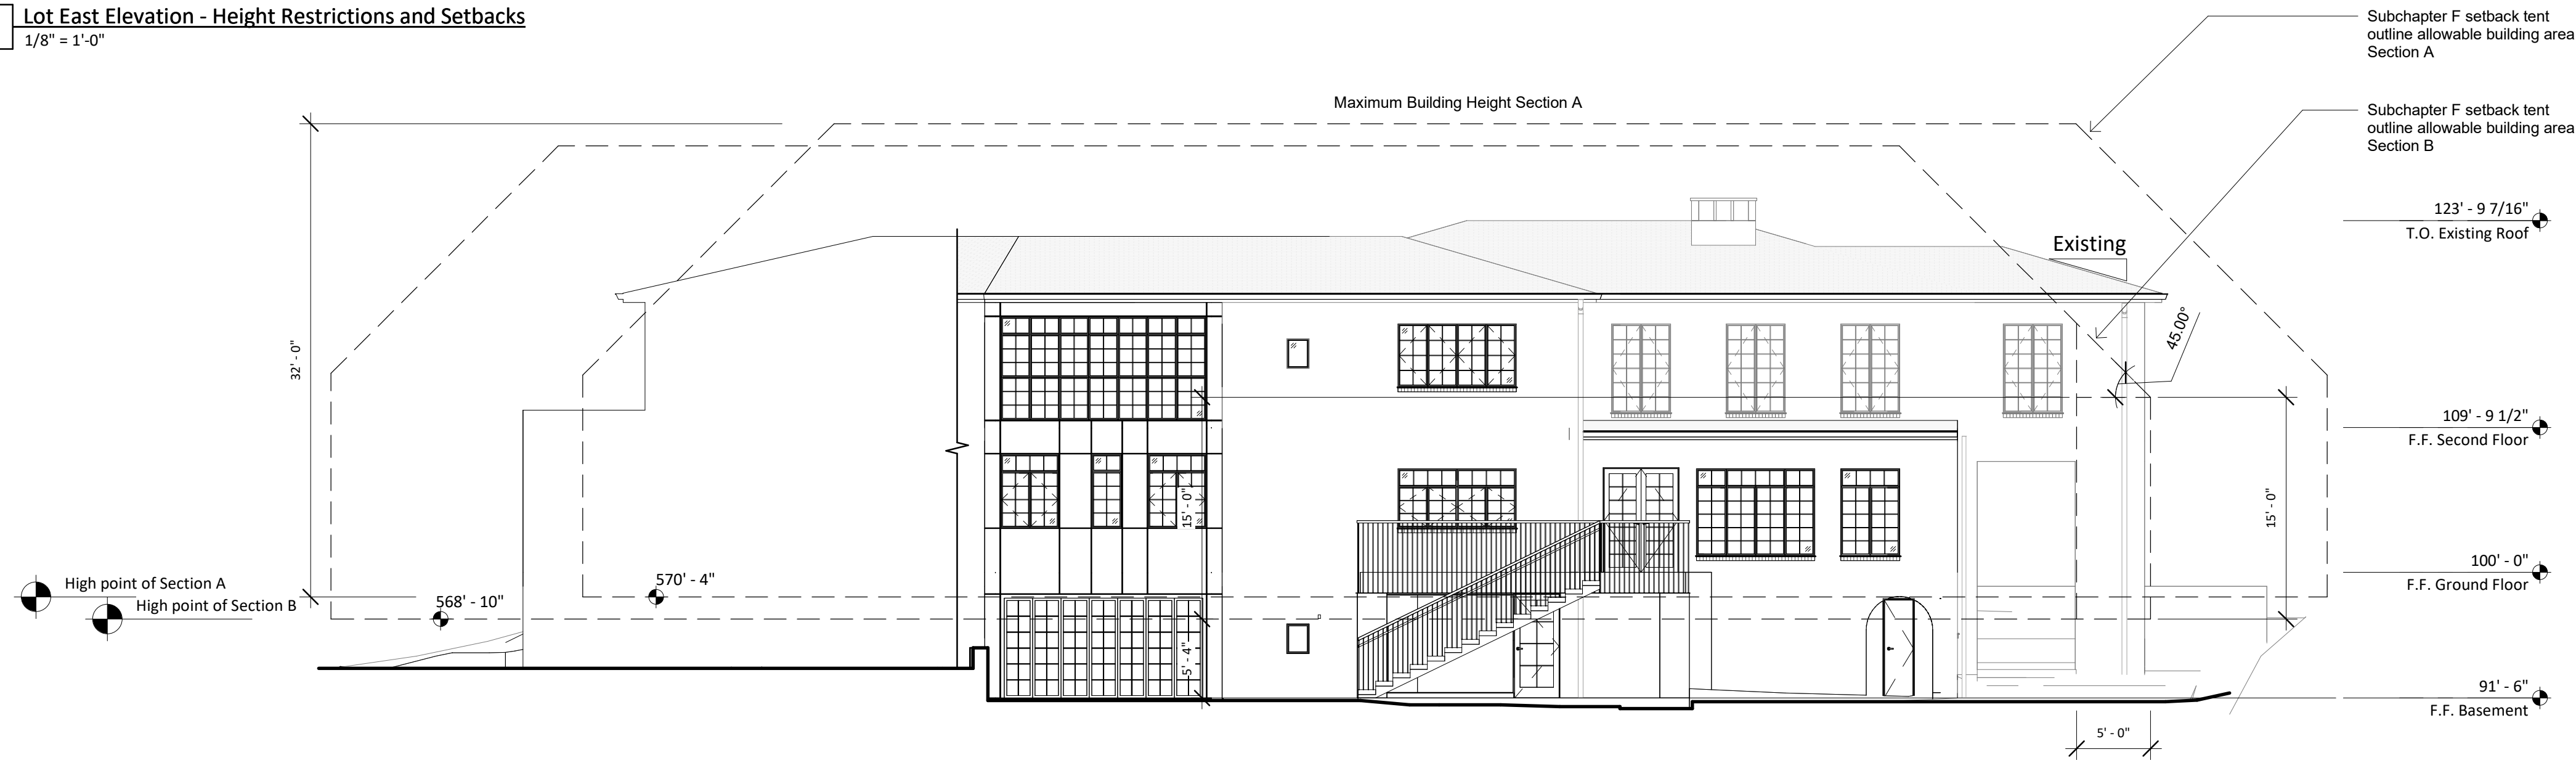 Lot East Elevation - Height Restrictions and Setbacks
1/8" = 1'-0"
Subchapter F setback tent
outline allowable building area
Section A
Maximum Building Height Section A
Subchapter F setback tent
outline allowable building area
Section B
123' - 9 7/16"
T.O. Existing Roof
Existing
45.00°
32' - 0"
109' - 9 1/2"
F.F. Second Floor
15' - 0"
15' - 0"
100' - 0"
F.F. Ground Floor
High point of Section A
570' - 4"
High point of Section B
568' - 10"
5' - 4"
91' - 6"
F.F. Basement
5' - 0"